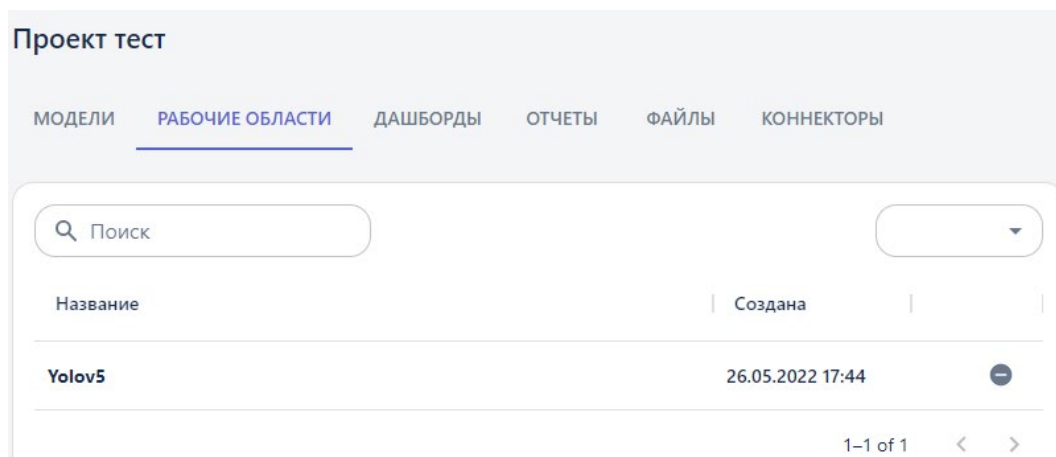 Проект тест
МОДЕЛИ РАБОЧИЕ ОБЛАСТИ ДАШБОРДЫ ОТЧЕТЫ ФАЙЛЫ КОННЕКТОРЫ
Поиск
Название Создана
Yolov5 26.05.2022 17:44
1–1 of 1